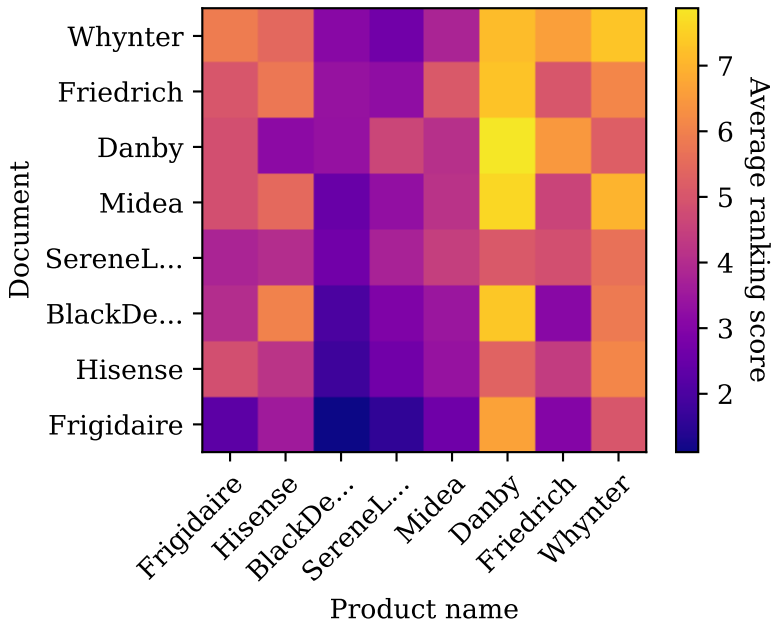 Whynter
Friedrich
Danby
Midea
SereneL...
BlackDe...
Hisense
Frigidaire
Document
Frigidaire
Hisense
BlackDe...
SereneL...
Midea
Danby
Friedrich
Whynter
Product name
7
6
5
4
3
2
Average ranking score